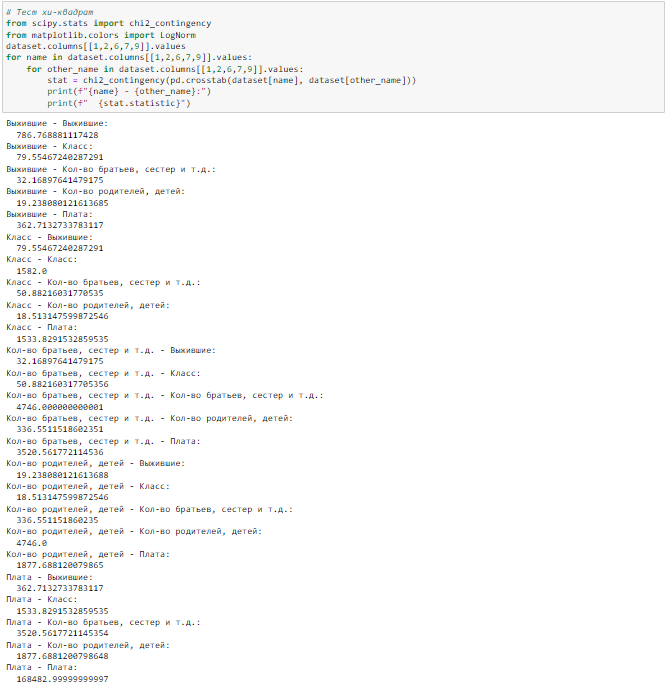 # Тест хи-квадрат
from scipy.stats import chi2_contingency
from matplotlib.colors import LogNorm
dataset.columns[[1,2,6,7,9]].values
for name in dataset.columns[[1,2,6,7,9]].values:
    for other_name in dataset.columns[[1,2,6,7,9]].values:
        stat = chi2_contingency(pd.crosstab(dataset[name], dataset[other_name]))
        print(f"{name} - {other_name}:")
        print(f"  {stat.statistic}")
Выжившие - Выжившие:
  786.768881117428
Выжившие - Класс:
  79.55467240287291
Выжившие - Кол-во братьев, сестер и т.д.:
  32.16897641479175
Выжившие - Кол-во родителей, детей:
  19.238080121613685
Выжившие - Плата:
  362.7132733783117
Класс - Выжившие:
  79.55467240287291
Класс - Класс:
  1582.0
Класс - Кол-во братьев, сестер и т.д.:
  50.88216031770535
Класс - Кол-во родителей, детей:
  18.513147599872546
Класс - Плата:
  1533.8291532859535
Кол-во братьев, сестер и т.д. - Выжившие:
  32.16897641479175
Кол-во братьев, сестер и т.д. - Класс:
  50.882160317705356
Кол-во братьев, сестер и т.д. - Кол-во братьев, сестер и т.д.:
  4746.000000000001
Кол-во братьев, сестер и т.д. - Кол-во родителей, детей:
  336.5511518602351
Кол-во братьев, сестер и т.д. - Плата:
  3520.561772114536
Кол-во родителей, детей - Выжившие:
  19.238080121613688
Кол-во родителей, детей - Класс:
  18.513147599872546
Кол-во родителей, детей - Кол-во братьев, сестер и т.д.:
  336.551151860235
Кол-во родителей, детей - Кол-во родителей, детей:
  4746.0
Кол-во родителей, детей - Плата:
  1877.688120079865
Плата - Выжившие:
  362.7132733783117
Плата - Класс:
  1533.8291532859535
Плата - Кол-во братьев, сестер и т.д.:
  3520.5617721145354
Плата - Кол-во родителей, детей:
  1877.6881200798648
Плата - Плата:
  168482.99999999997